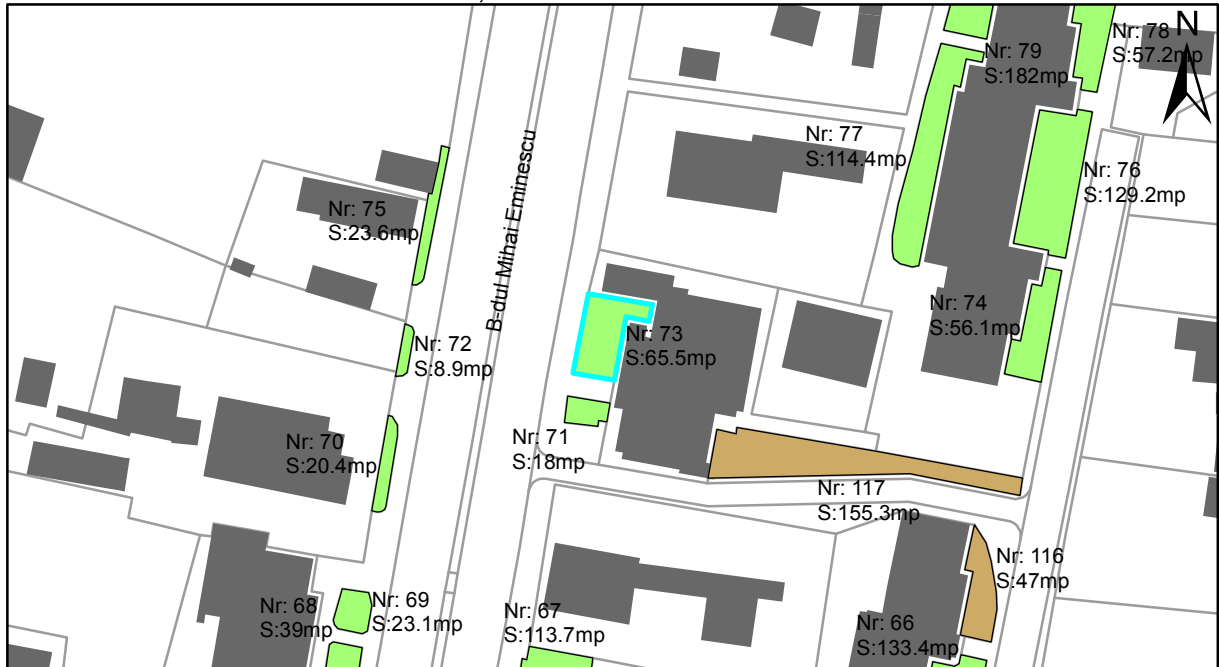 N
Nr: 78
S:57.2mp
Nr: 79
S:182mp
Nr: 77
S:114.4mp
Nr: 76
S:129.2mp
Nr: 75
S:23.6mp
B-dul Mihai Eminescu
Nr: 74
S:56.1mp
Nr: 73
S:65.5mp
Nr: 72
S:8.9mp
Nr: 71
S:18mp
Nr: 70
S:20.4mp
Nr: 117
S:155.3mp
Nr: 116
S:47mp
Nr: 69
S:23.1mp
Nr: 68
S:39mp
Nr: 67
S:113.7mp
Nr: 66
S:133.4mp